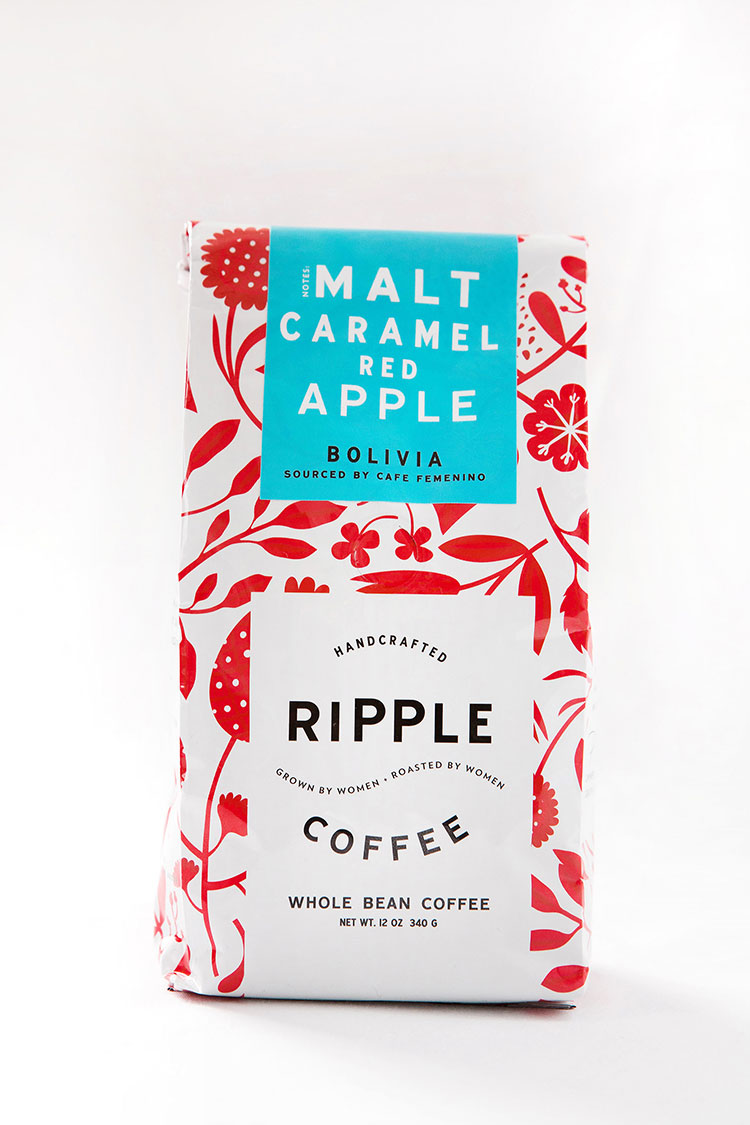 NOTES:
MALT
CARAMEL
RED
APPLE
BOLIVIA
SOURCED BY CAFE FEMENINO
HANDCRAFTED
RIPPLE
GROWN BY WOMEN • ROASTED BY WOMEN
COFFEE
WHOLE BEAN COFFEE
NET WT. 12 OZ 340 G